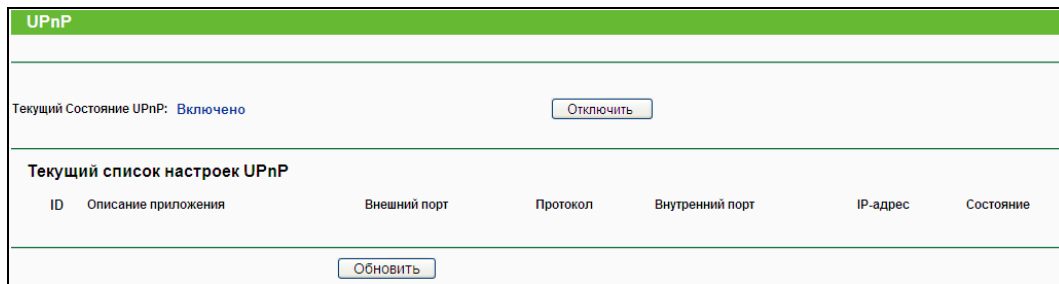 UPnP
Текущий Состояние UPnP: Включено Отключить
Текущий список настроек UPnP
ID Описание приложения Внешний порт Протокол Внутренний порт IP-адрес Состояние
Обновить